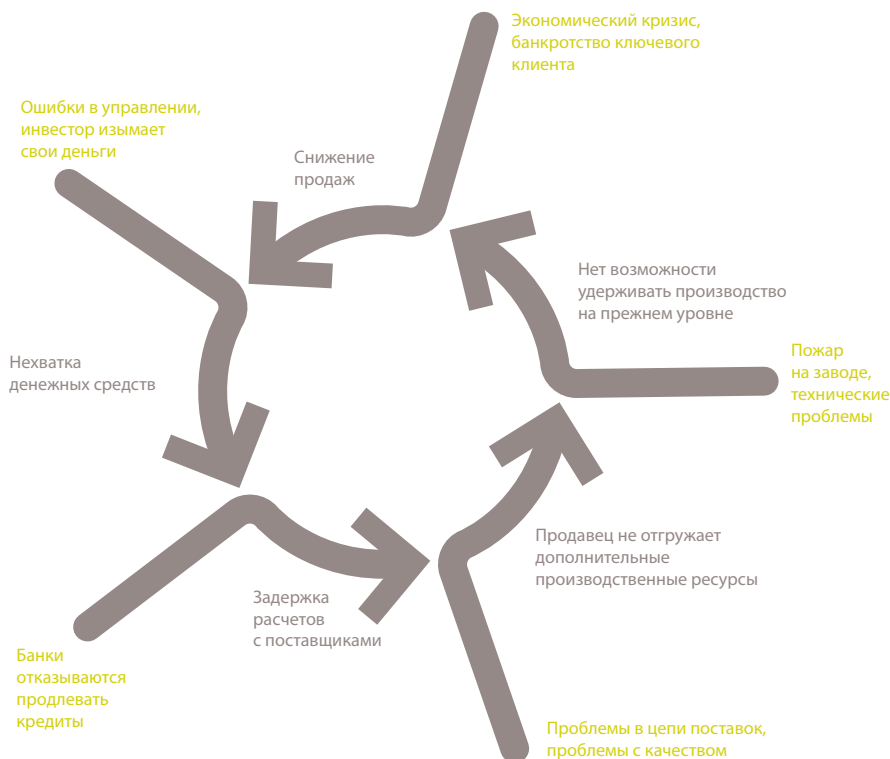 Экономический кризис,
банкротство ключевого
клиента
Ошибки в управлении,
инвестор изымает
свои деньги
Снижение
продаж
Нет возможности
удерживать производство
на прежнем уровне
Пожар
на заводе,
технические
проблемы
Нехватка
денежных средств
Продавец не отгружает
дополнительные
производственные ресурсы
Задержка
расчетов
с поставщиками
Банки
отказываются
продлевать
кредиты
Проблемы в цепи поставок,
проблемы с качеством